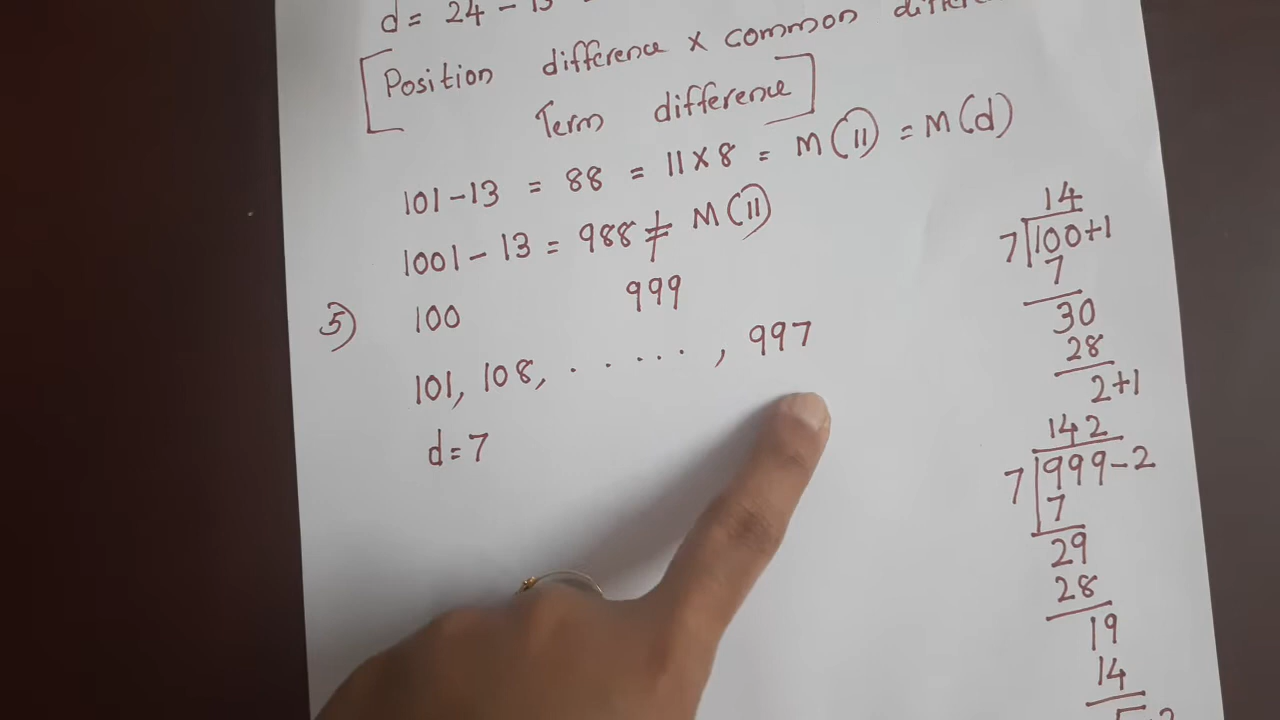 d = 24 - 13
[Position difference × common
Term difference]
101 - 13 = 88 = 11 × 8 = M(11) = M(d)
1001 - 13 = 988 ≠ M(11)
5) 100 999
101, 108, . . . . . . , 997
d = 7
14
7 100+1
7
30
28
2+1
142
7 999-2
7
29
28
19
14